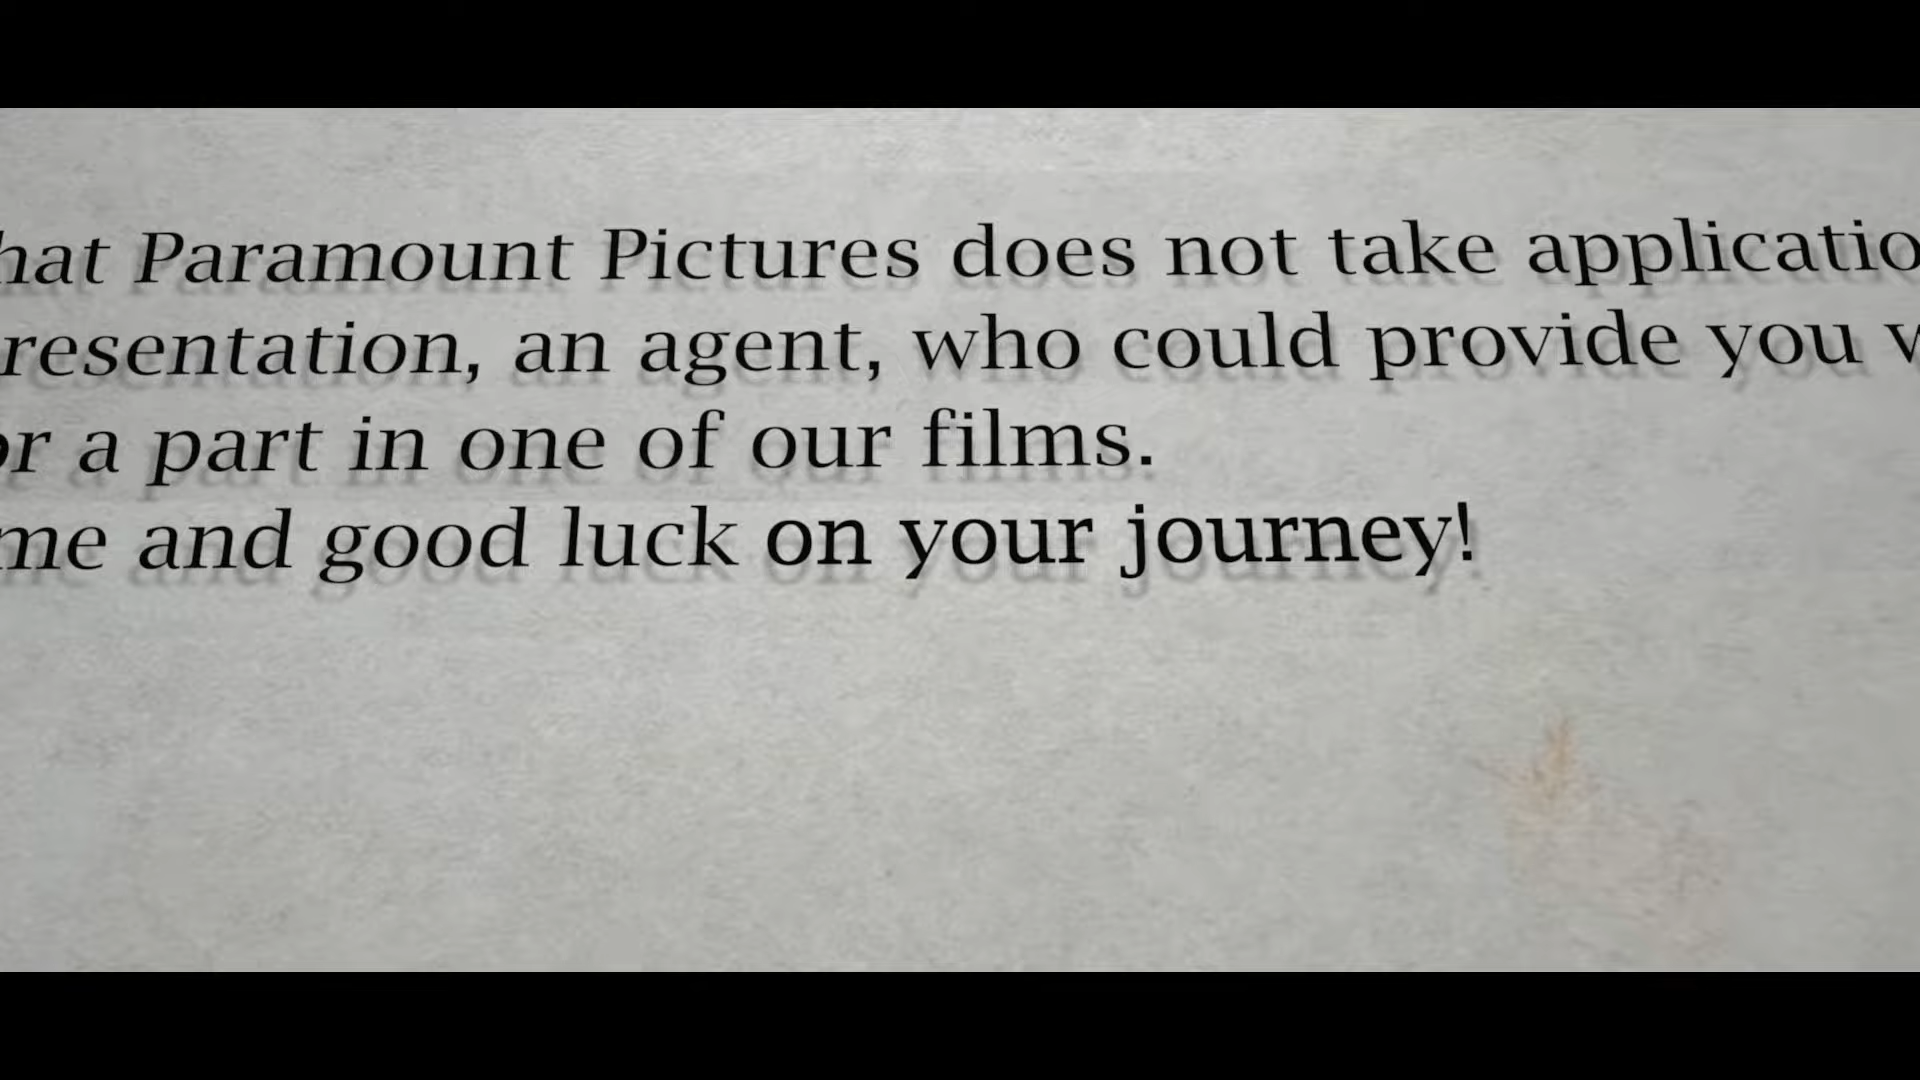 hat Paramount Pictures does not take applicatio
resentation, an agent, who could provide you
or a part in one of our films.
me and good luck on your journey!